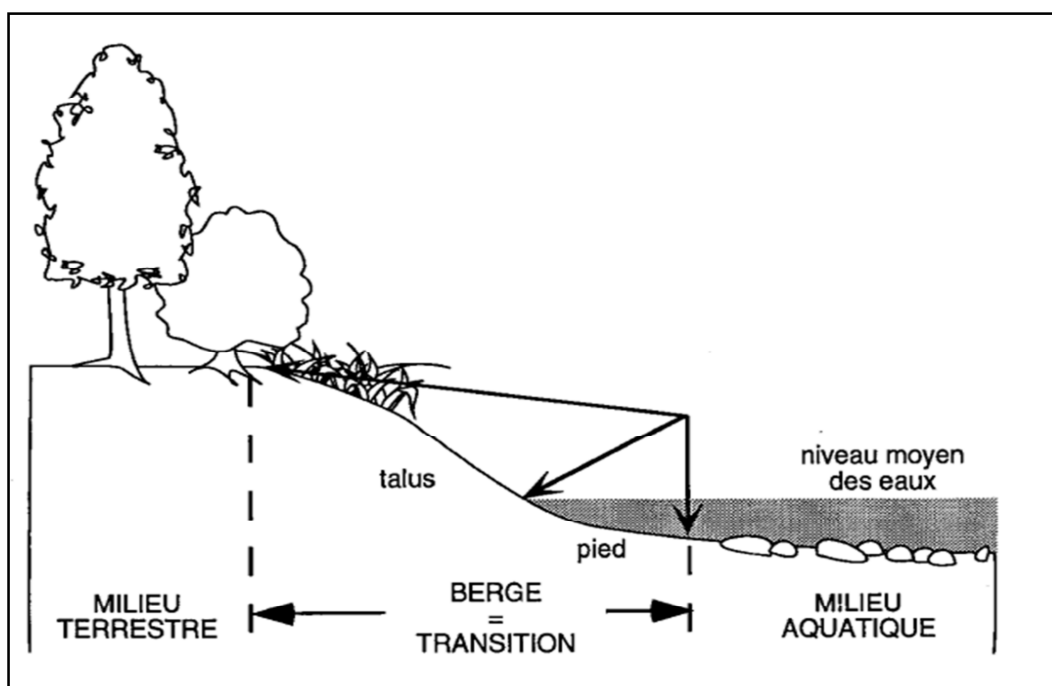 niveau moyen
des eaux
talus
pied
MILIEU
TERRESTRE
BERGE
=
TRANSITION
MILIEU
AQUATIQUE